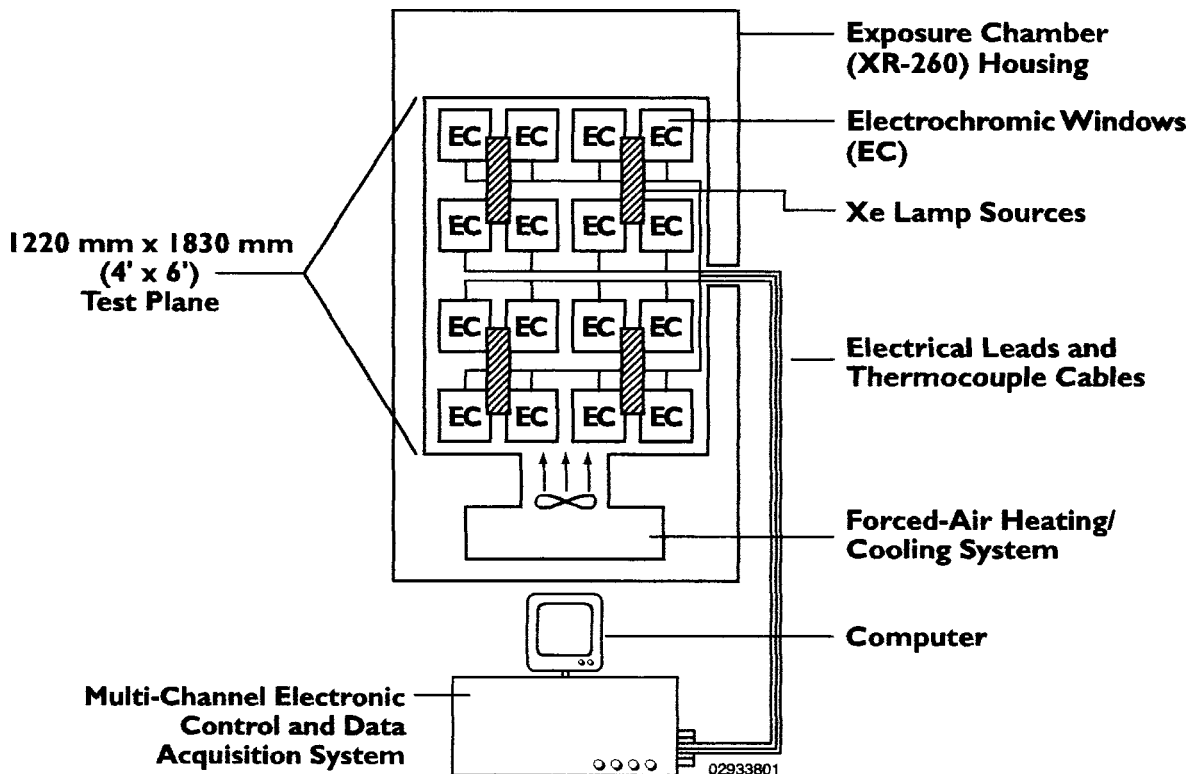 Exposure Chamber
(XR-260) Housing
EC EC EC EC
Electrochromic Windows
(EC)
Xe Lamp Sources
EC EC EC EC
1220 mm x 1830 mm
(4' x 6')
Test Plane
EC EC EC EC
Electrical Leads and
Thermocouple Cables
EC EC EC EC
Forced-Air Heating/
Cooling System
Computer
Multi-Channel Electronic
Control and Data
Acquisition System
02933801